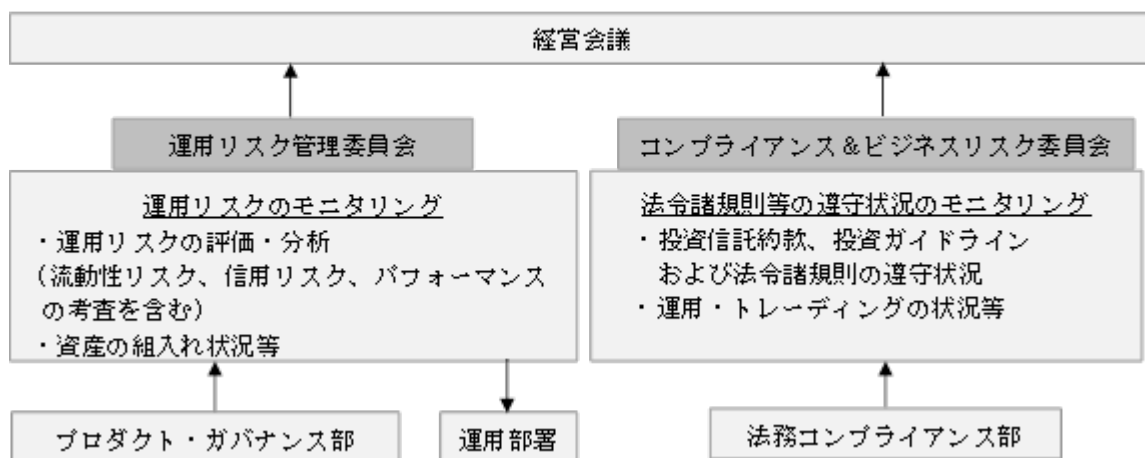 経営会議
運用リスク管理委員会
運用リスクのモニタリング
・運用リスクの評価・分析
(流動性リスク、信用リスク、パフォーマンス
の考査を含む)
・資産の組入れ状況等
プロダクト・ガバナンス部
運用部署
コンプライアンス&ビジネスリスク委員会
法令諸規則等の遵守状況のモニタリング
・投資信託約款、投資ガイドライン
および法令諸規則の遵守状況
・運用・トレーディングの状況等
法務コンプライアンス部